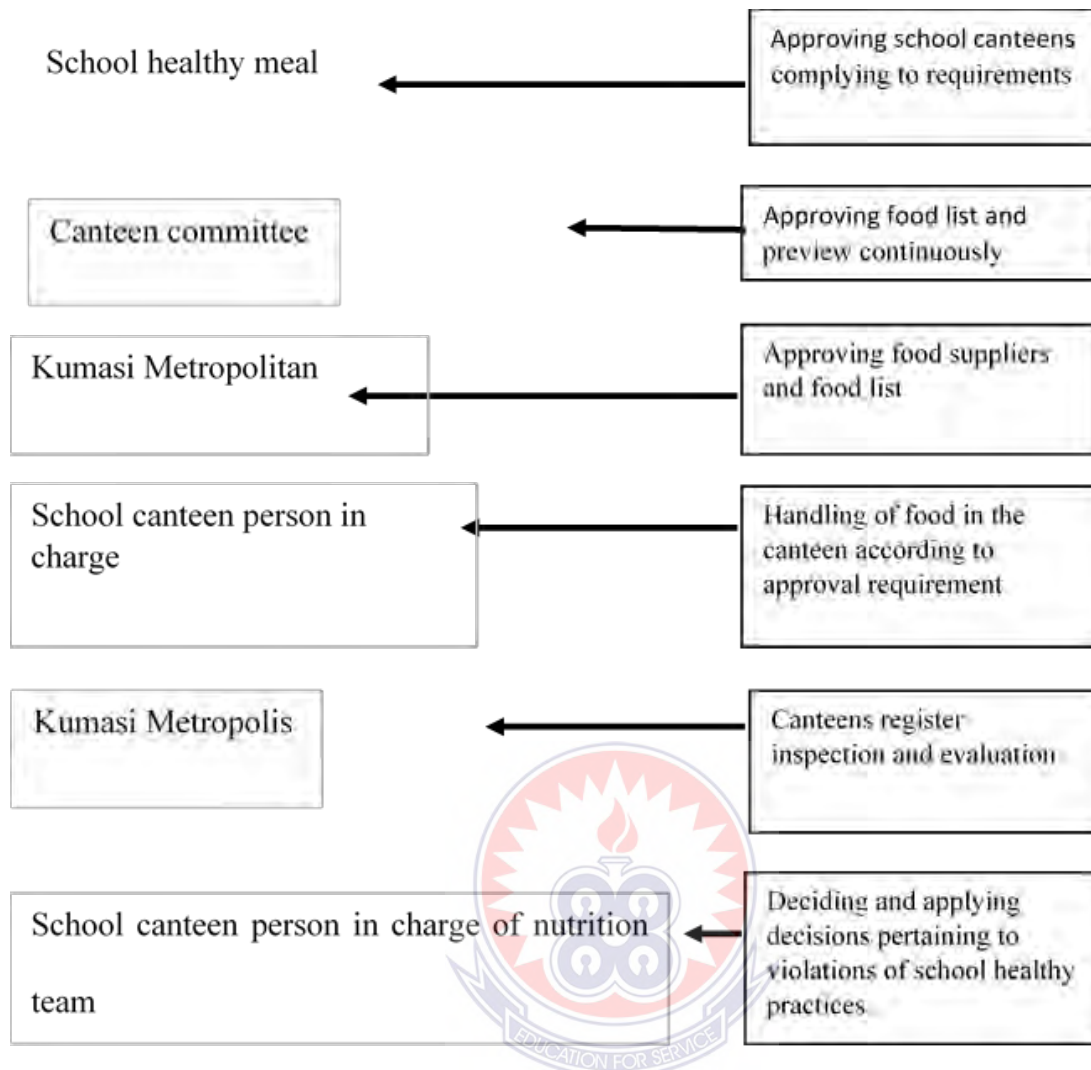 School healthy meal
Approving school canteens
complying to requirements
Canteen committee
Approving food list and
preview continuously
Kumasi Metropolitan
Approving food suppliers
and food list
School canteen person in
charge
Handling of food in the
canteen according to
approval requirement
Kumasi Metropolis
Canteens register
inspection and evaluation
School canteen person in charge of nutrition
team
Deciding and applying
decisions pertaining to
violations of school healthy
practices.
EDUCATION FOR SERVICE